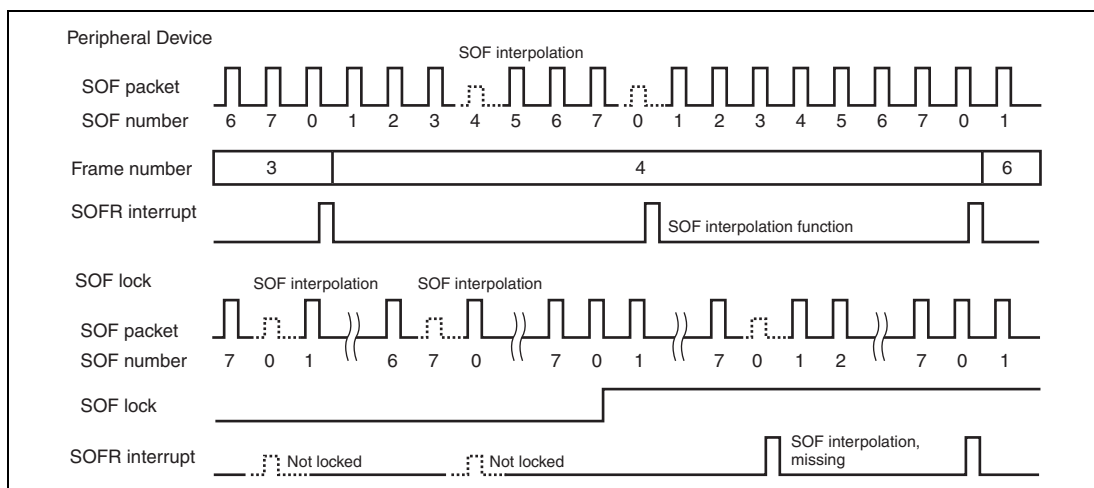 Peripheral Device
SOF interpolation
SOF packet
SOF number 6 7 0 1 2 3 4 5 6 7 0 1 2 3 4 5 6 7 0 1
Frame number 3 4 6
SOFR interrupt
SOF interpolation function
SOF lock
SOF interpolation SOF interpolation
SOF packet
SOF number 7 0 1 6 7 0 7 0 1 7 0 1 2 7 0 1
SOF lock
SOFR interrupt Not locked Not locked SOF interpolation,
missing